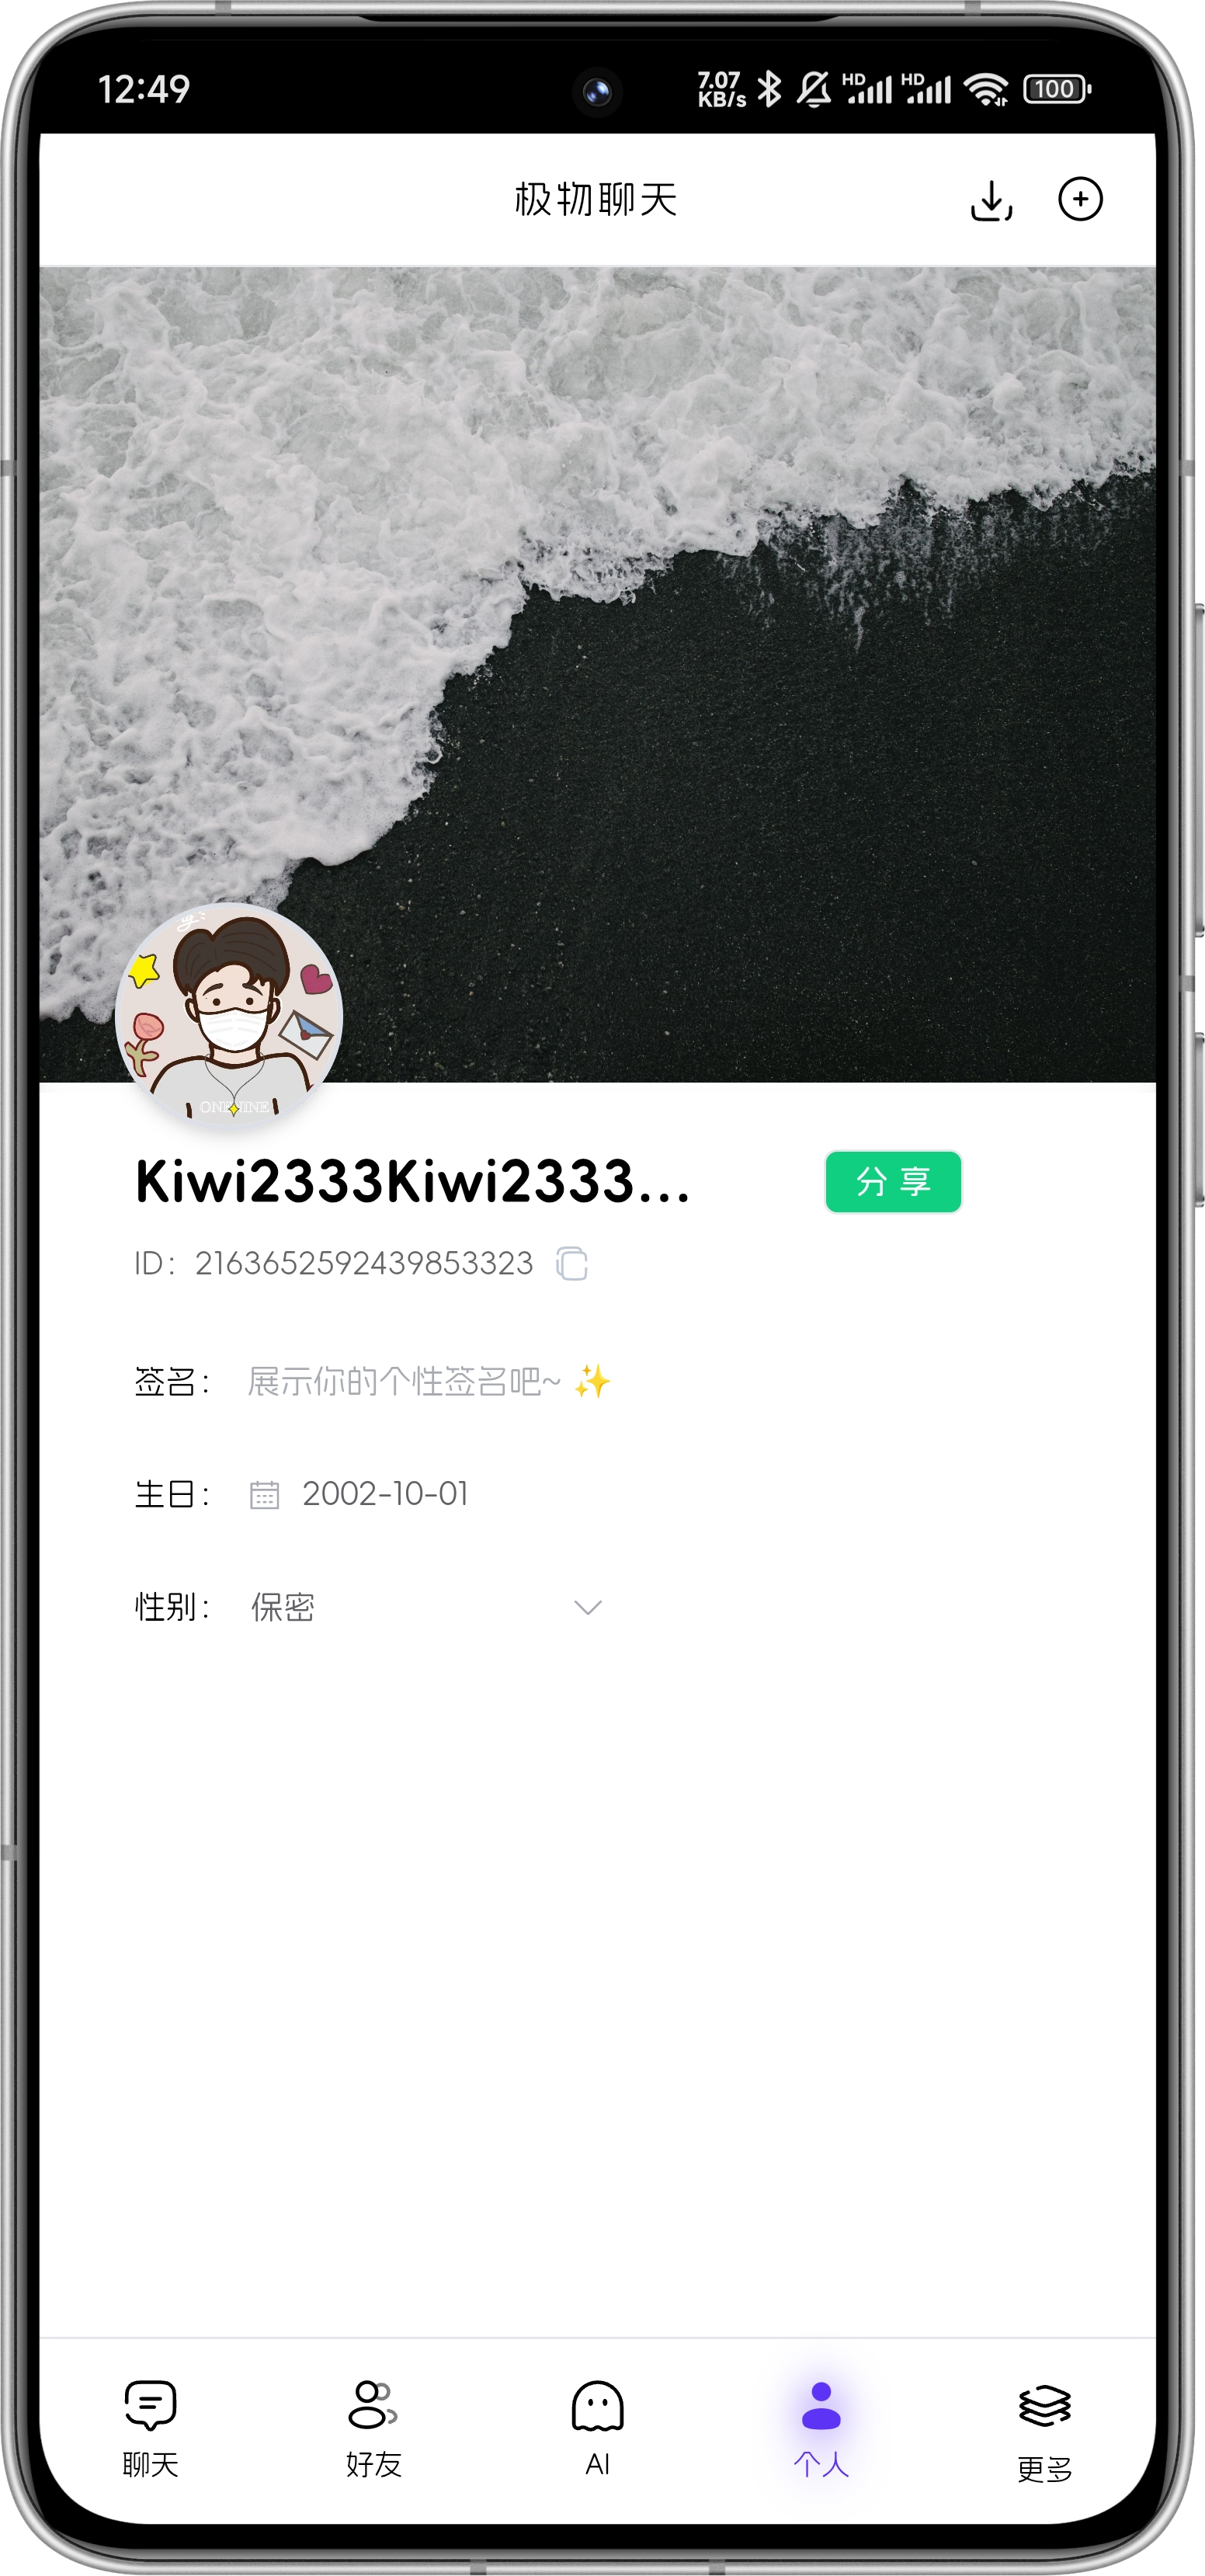 12:49
7.07
KB/s
HD
HD
100
极物聊天
Kiwi2333Kiwi2333...
分享
ID: 2163652592439853323
签名：
展示你的个性签名吧~ ✨
生日：
2002-10-01
性别：
保密
聊天
好友
AI
个人
更多